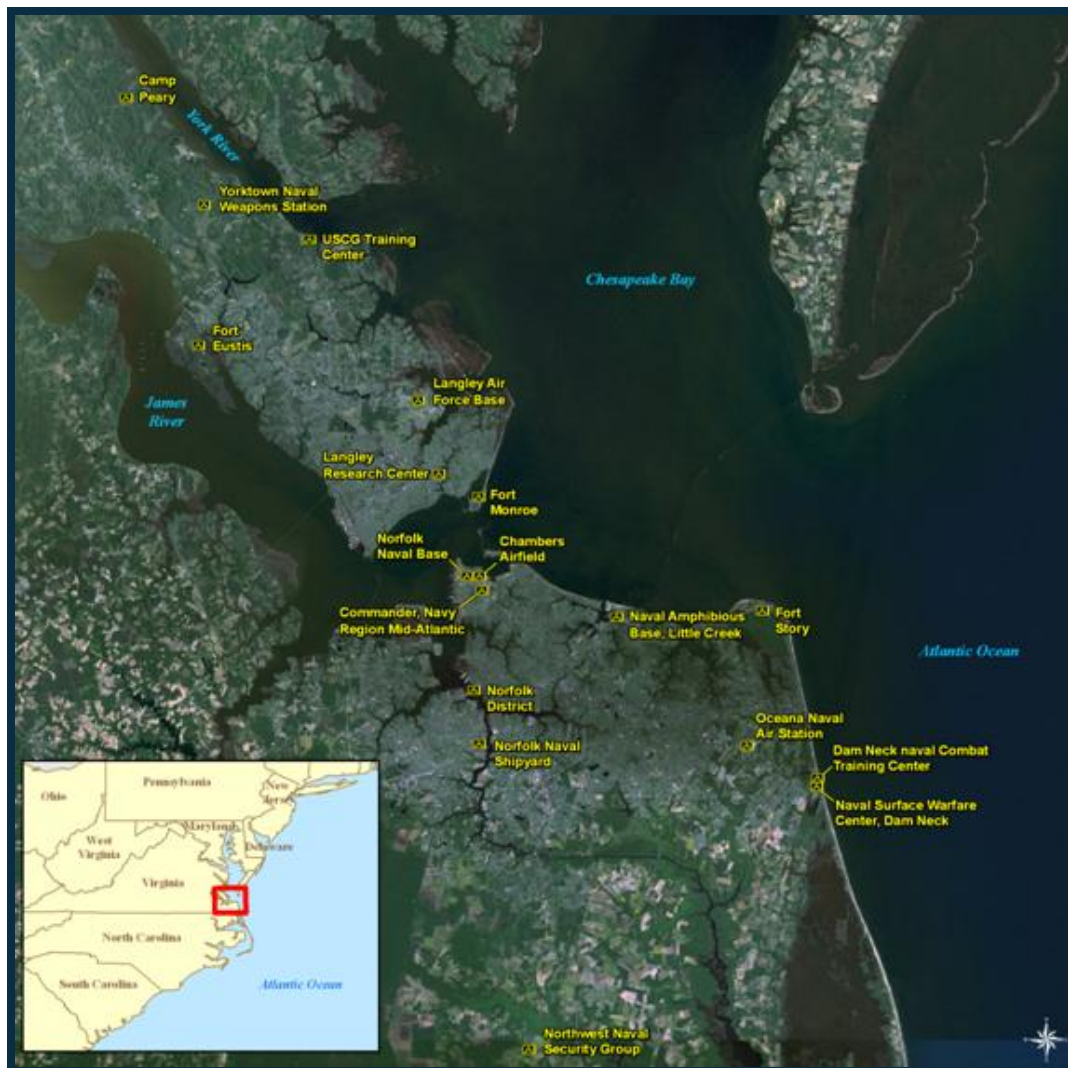 Camp
Peary
York River
Yorktown Naval
Weapons Station
USCG Training
Center
Chesapeake Bay
Fort
Eustis
Langley Air
Force Base
James
River
Langley
Research Center
Fort
Monroe
Norfolk
Naval Base
Chambers
Airfield
Commander, Navy
Region Mid-Atlantic
Naval Amphibious
Base, Little Creek
Fort
Story
Atlantic Ocean
Norfolk
District
Oceana Naval
Air Station
Norfolk Naval
Shipyard
Dam Neck naval Combat
Training Center
Naval Surface Warfare
Center, Dam Neck
Pennsylvania
Ohio
New
Jersey
Maryland
West
Virginia
Delaware
Virginia
North Carolina
South Carolina
Atlantic Ocean
Northwest Naval
Security Group